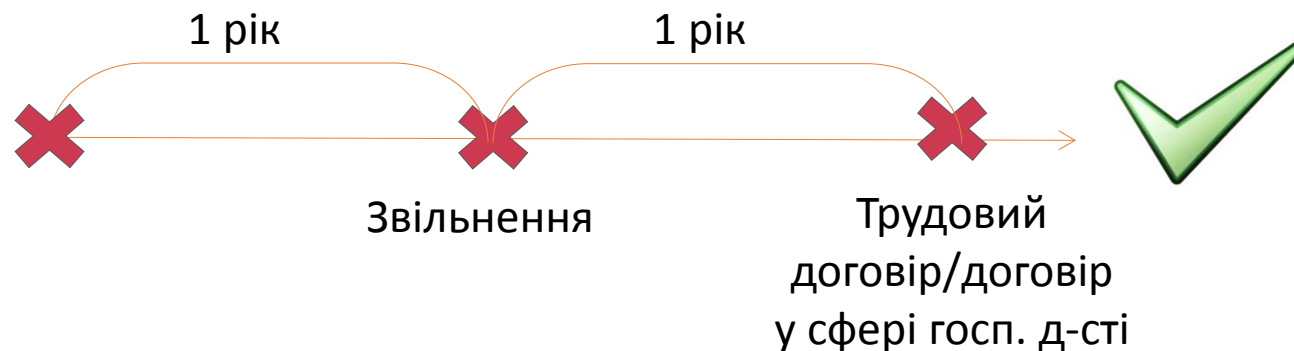 1 рік
1 рік
Звільнення
Трудовий
договір/договір
у сфері госп. д-сті